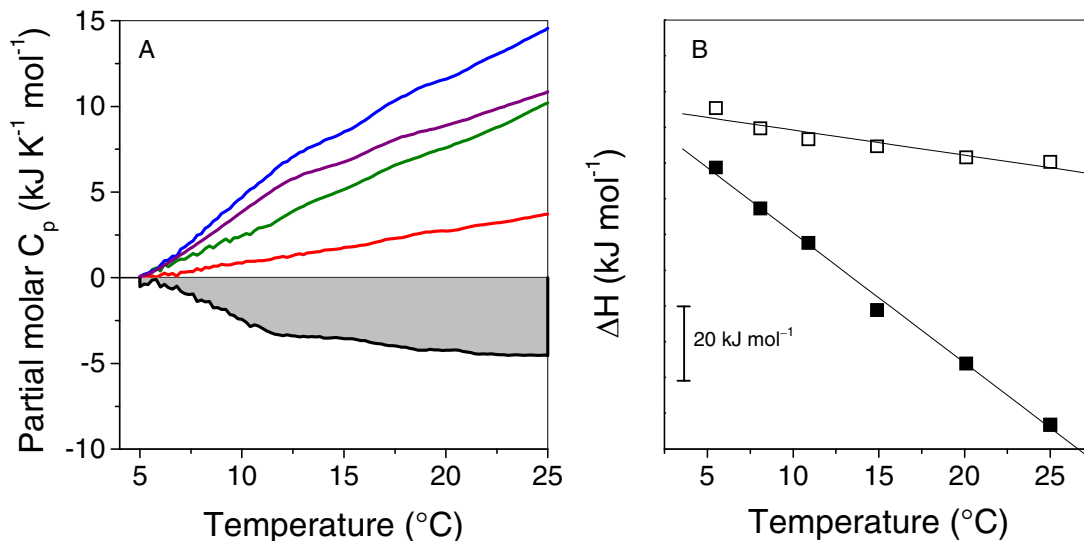 A
Partial molar Cp (kJ K⁻¹ mol⁻¹)
15
10
5
0
-5
-10
5 10 15 20 25
Temperature (°C)
B
ΔH (kJ mol⁻¹)
20 kJ mol⁻¹
5 10 15 20 25
Temperature (°C)